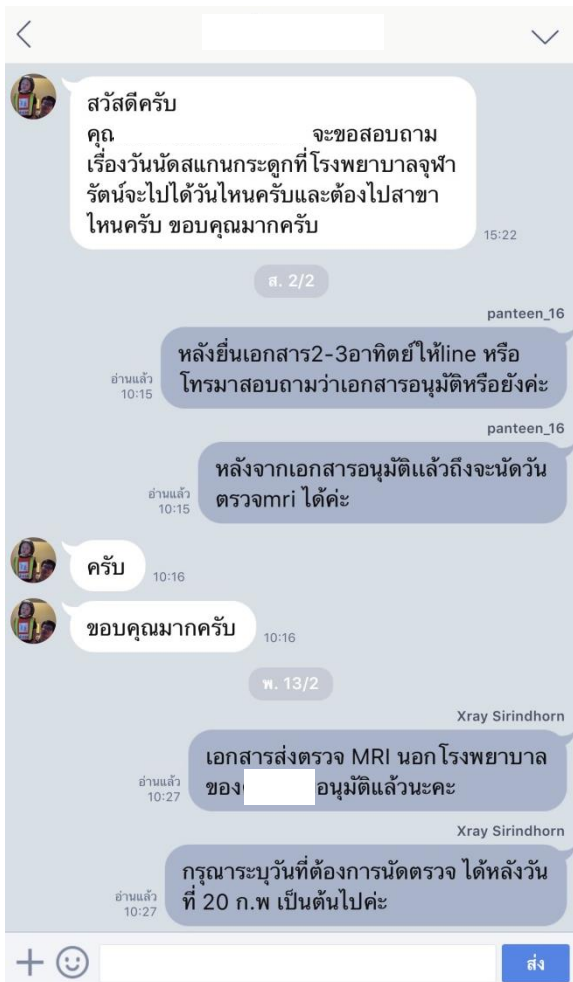 สวัสดีครับ
คุณ จะขอสอบถาม
เรื่องวันนัดสแกนกระดูกที่โรงพยาบาลจุฬา
รัตน์จะไปได้วันไหนครับและต้องไปสาขา
ไหนครับ ขอบคุณมากครับ
15:22
ส. 2/2
panteen_16
หลังยื่นเอกสาร2-3อาทิตย์ให้line หรือ
โทรมาสอบถามว่าเอกสารอนุมัติหรือยังค่ะ
อ่านแล้ว
10:15
panteen_16
หลังจากเอกสารอนุมัติแล้วถึงจะนัดวัน
ตรวจmri ได้ค่ะ
อ่านแล้ว
10:15
ครับ
10:16
ขอบคุณมากครับ
10:16
พ. 13/2
Xray Sirindhorn
เอกสารส่งตรวจ MRI นอกโรงพยาบาล
ของ อนุมัติแล้วนะคะ
อ่านแล้ว
10:27
Xray Sirindhorn
กรุณาระบุวันที่ต้องการนัดตรวจ ได้หลังวัน
ที่ 20 ก.พ เป็นต้นไปค่ะ
อ่านแล้ว
10:27
ส่ง